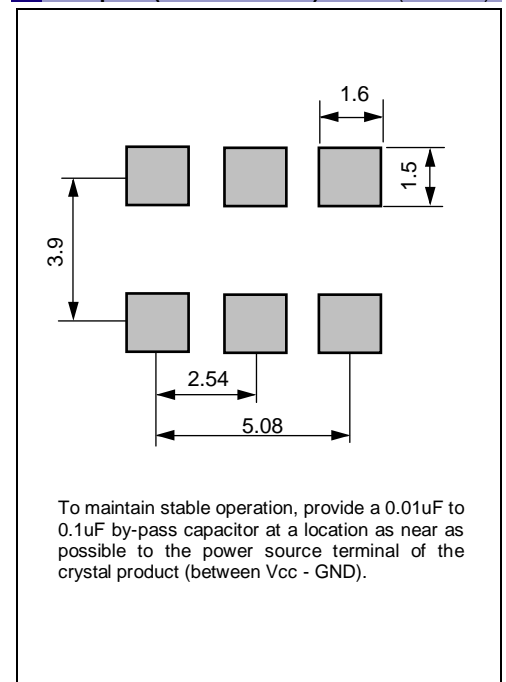 1.6
1.5
3.9
2.54
5.08
To maintain stable operation, provide a 0.01uF to
0.1uF by-pass capacitor at a location as near as
possible to the power source terminal of the
crystal product (between Vcc - GND).